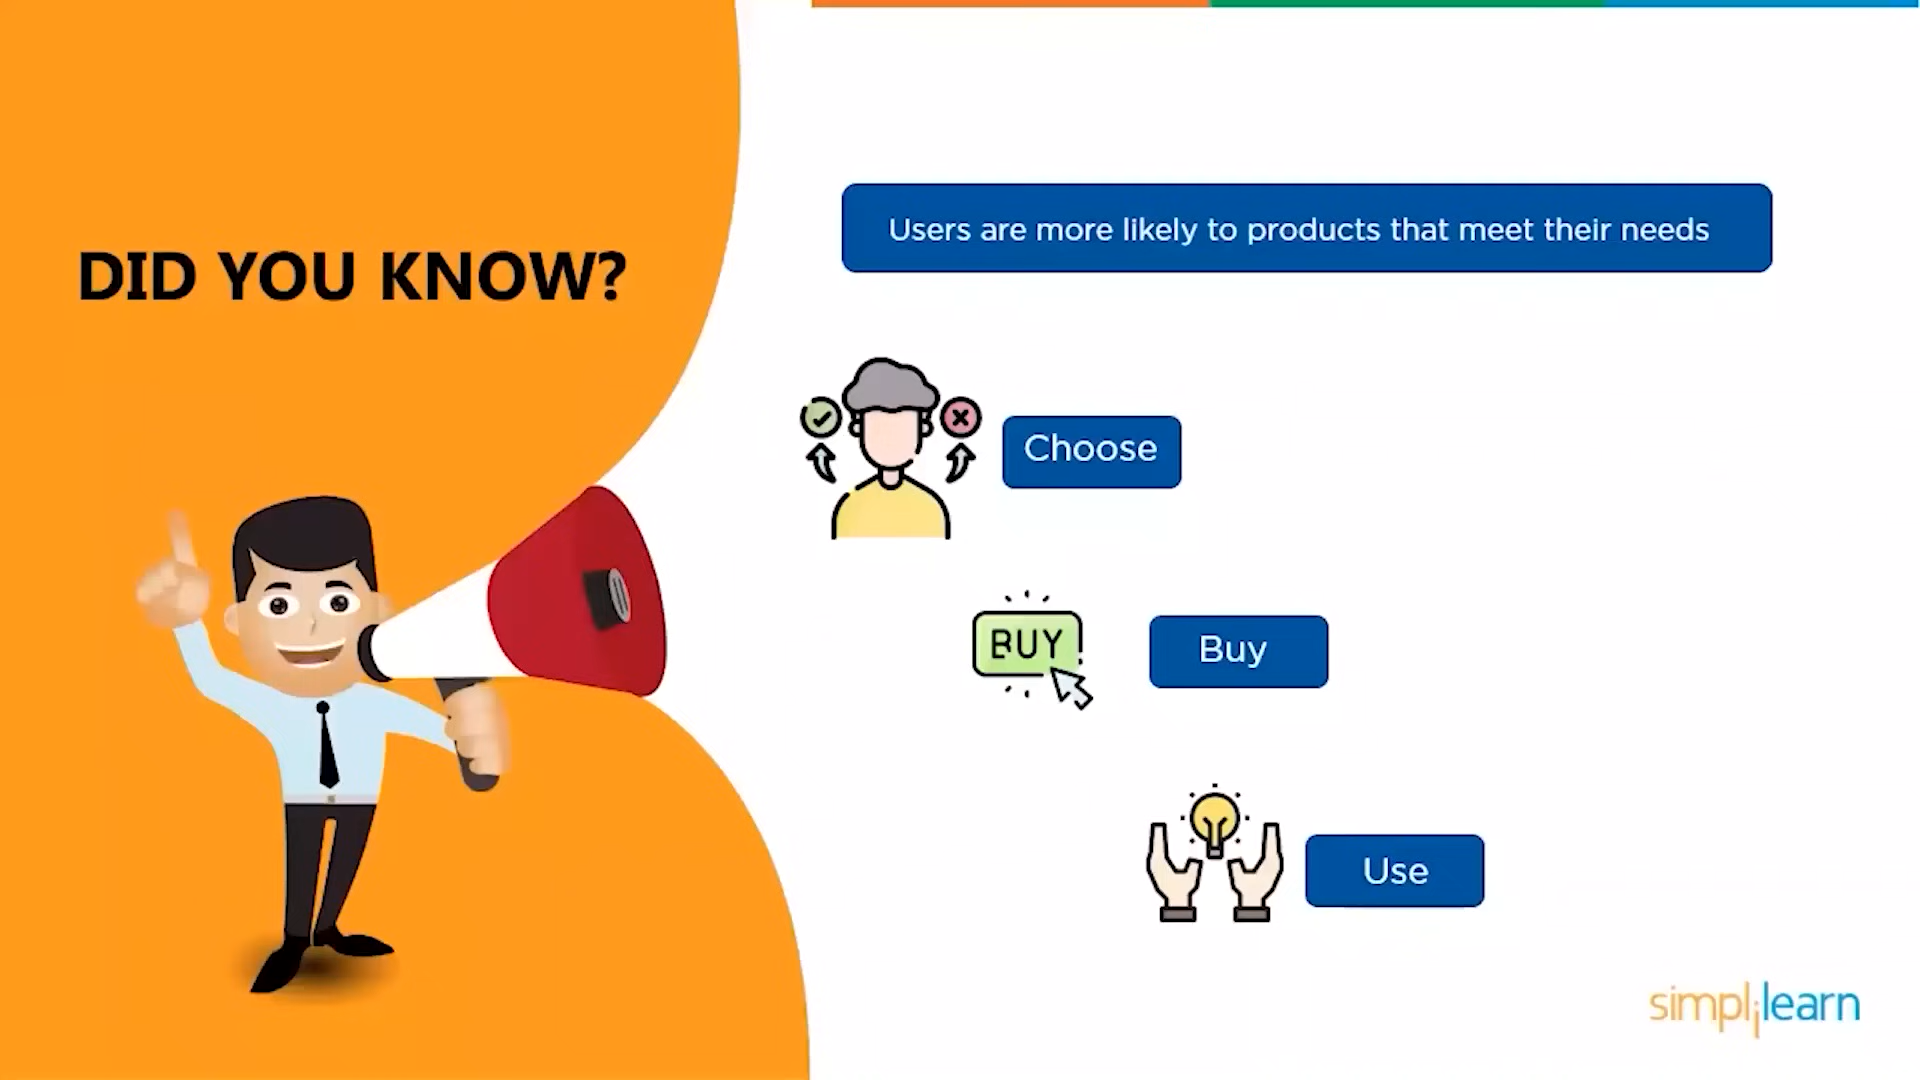 DID YOU KNOW?
Users are more likely to products that meet their needs
Choose
BUY
Buy
Use
simplilearn